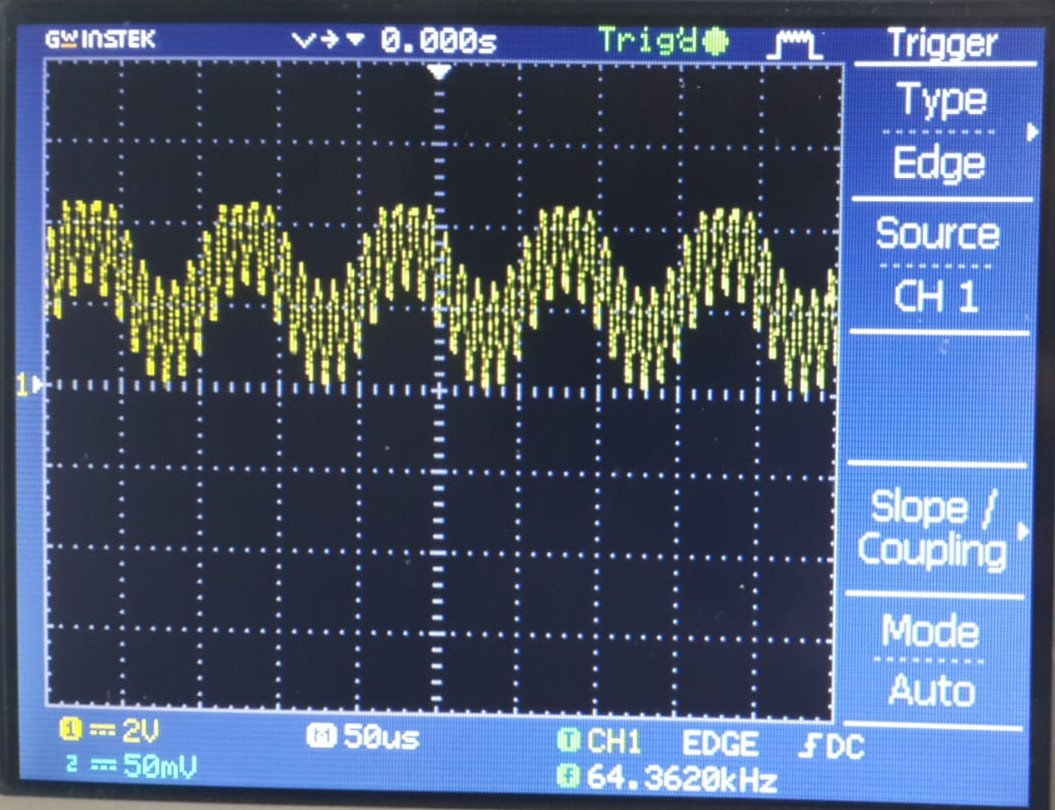 GW INSTEK 0.000s Trig'd Trigger
Type
Edge
Source
CH 1
1
Slope /
Coupling
Mode
Auto
1 2V M 50us T CH1 EDGE DC
2 50mV f 64.3620kHz